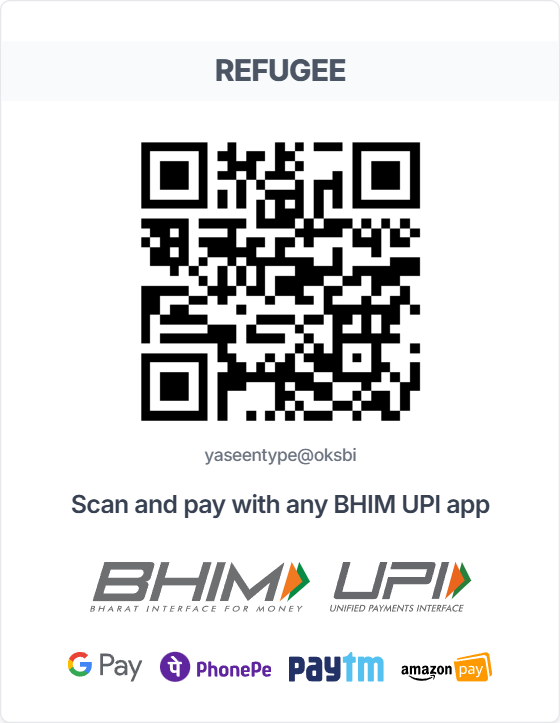 REFUGEE
yaseentype@oksbi
Scan and pay with any BHIM UPI app
BHIM UPI
BHARAT INTERFACE FOR MONEY UNIFIED PAYMENTS INTERFACE
G Pay पे PhonePe paytm amazon pay